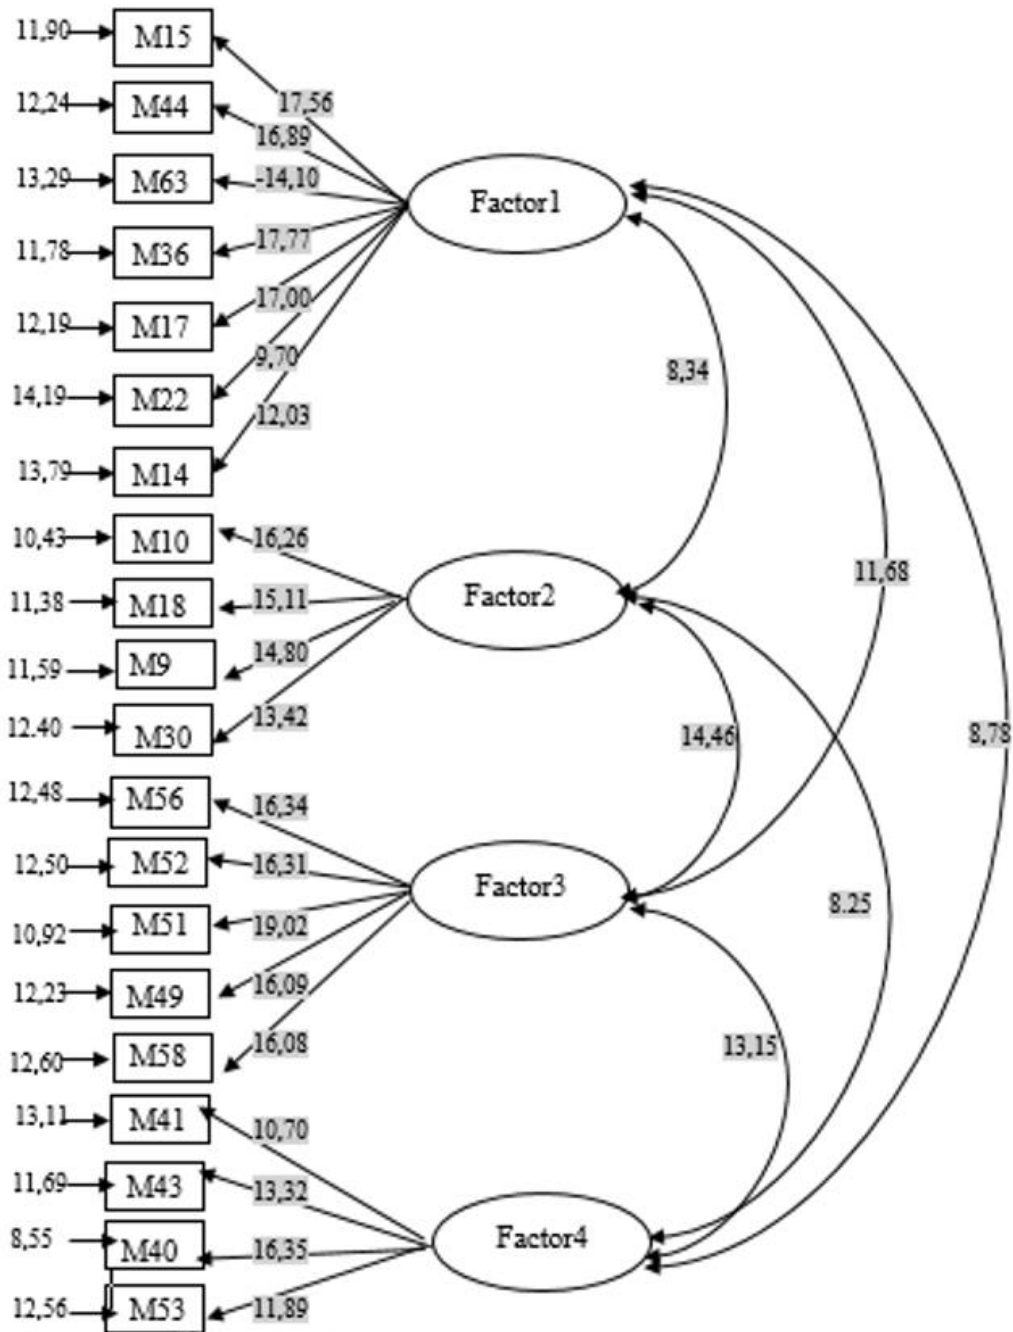 11,90 M15
17,56
12,24 M44
16,89
13,29 M63 -14,10
Factor1
11,78 M36 17,77
12,19 M17 17,00
9,70
8,34
14,19 M22
12,03
13,79 M14
10,43 M10 16,26
11,68
11,38 M18 15,11 Factor2
11,59 M9 14,80
12.40 M30 13,42
14,46 8,78
12,48 M56 16,34
12,50 M52 16,31
Factor3
8.25
10,92 M51 19,02
12,23 M49 16,09
12,60 M58 16,08
13,15
13,11 M41 10,70
11,69 M43 13,32
8,55 M40 16,35 Factor4
12,56 M53 11,89